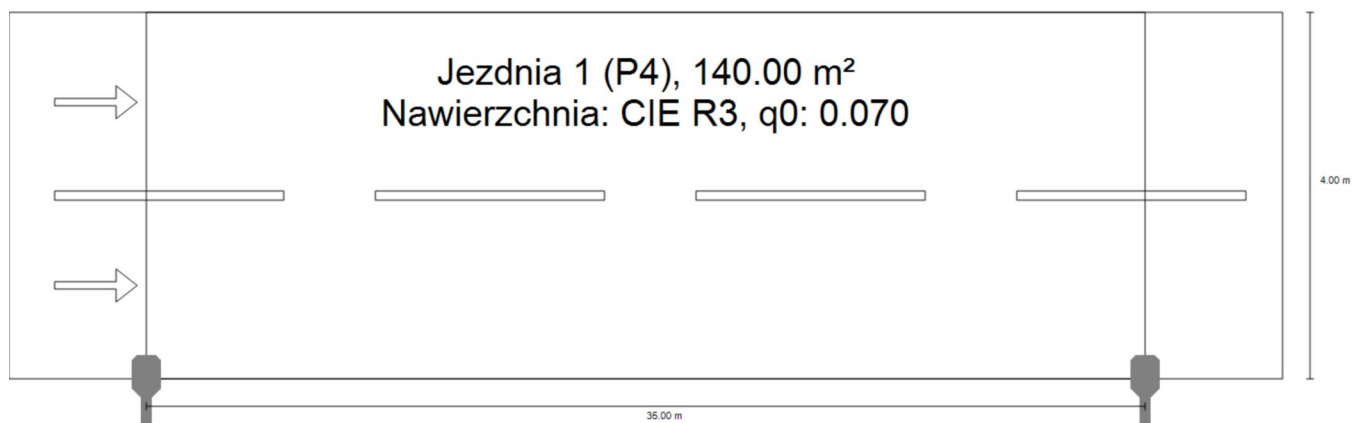 Jezdnia 1 (P4), 140.00 m²
Nawierzchnia: CIE R3, q0: 0.070
4.00 m
35.00 m